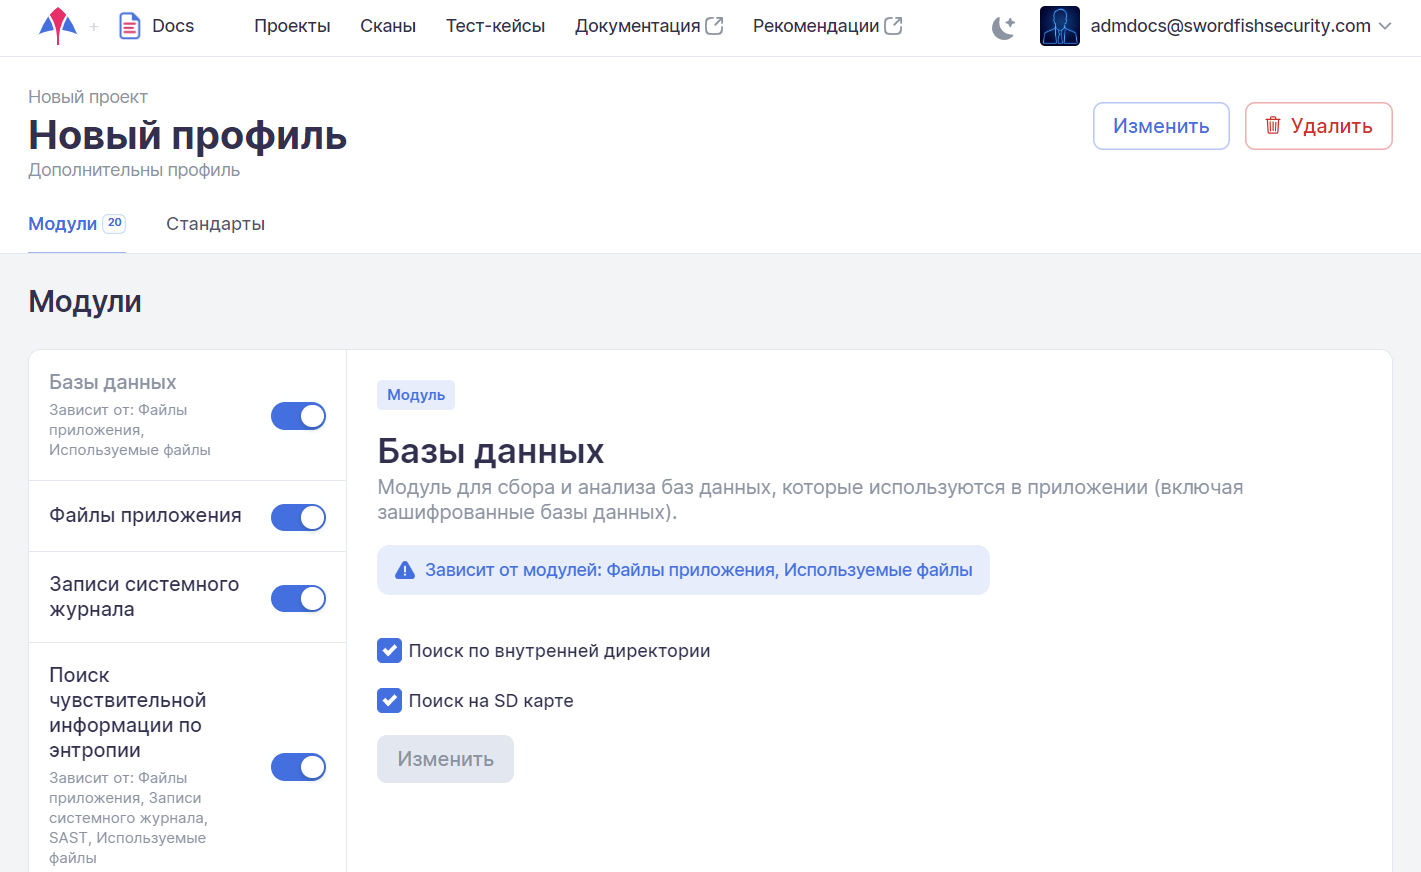 Docs
Проекты
Сканы
Тест-кейсы
Документация
Рекомендации
admdocs@swordfishsecurity.com
Новый проект
Новый профиль
Дополнительны профиль
Изменить
Удалить
Модули 20
Стандарты
Модули
Базы данных
Зависит от: Файлы
приложения,
Используемые файлы
Файлы приложения
Записи системного
журнала
Поиск
чувствительной
информации по
энтропии
Зависит от: Файлы
приложения, Записи
системного журнала,
SAST, Используемые
файлы
Модуль
Базы данных
Модуль для сбора и анализа баз данных, которые используются в приложении (включая
зашифрованные базы данных).
Зависит от модулей: Файлы приложения, Используемые файлы
Поиск по внутренней директории
Поиск на SD карте
Изменить